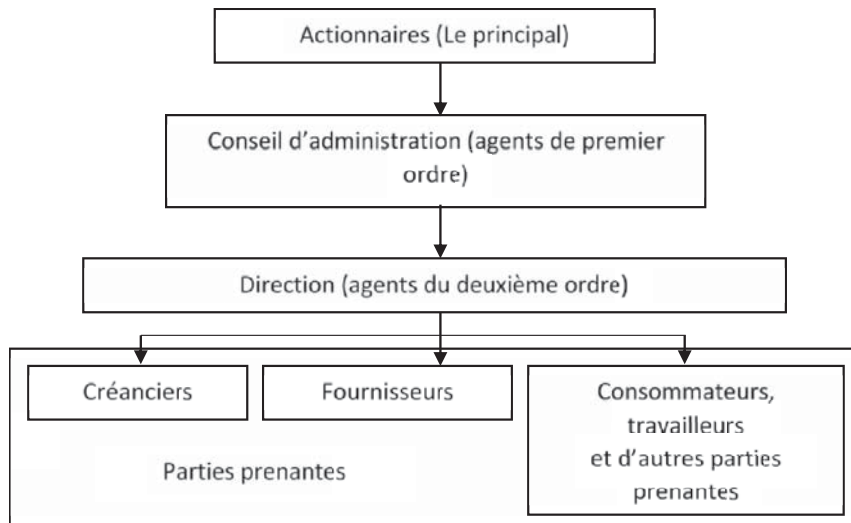 Actionnaires (Le principal)
Conseil d'administration (agents de premier
ordre)
Direction (agents du deuxième ordre)
Créanciers
Fournisseurs
Consommateurs,
travailleurs
et d'autres parties
prenantes
Parties prenantes